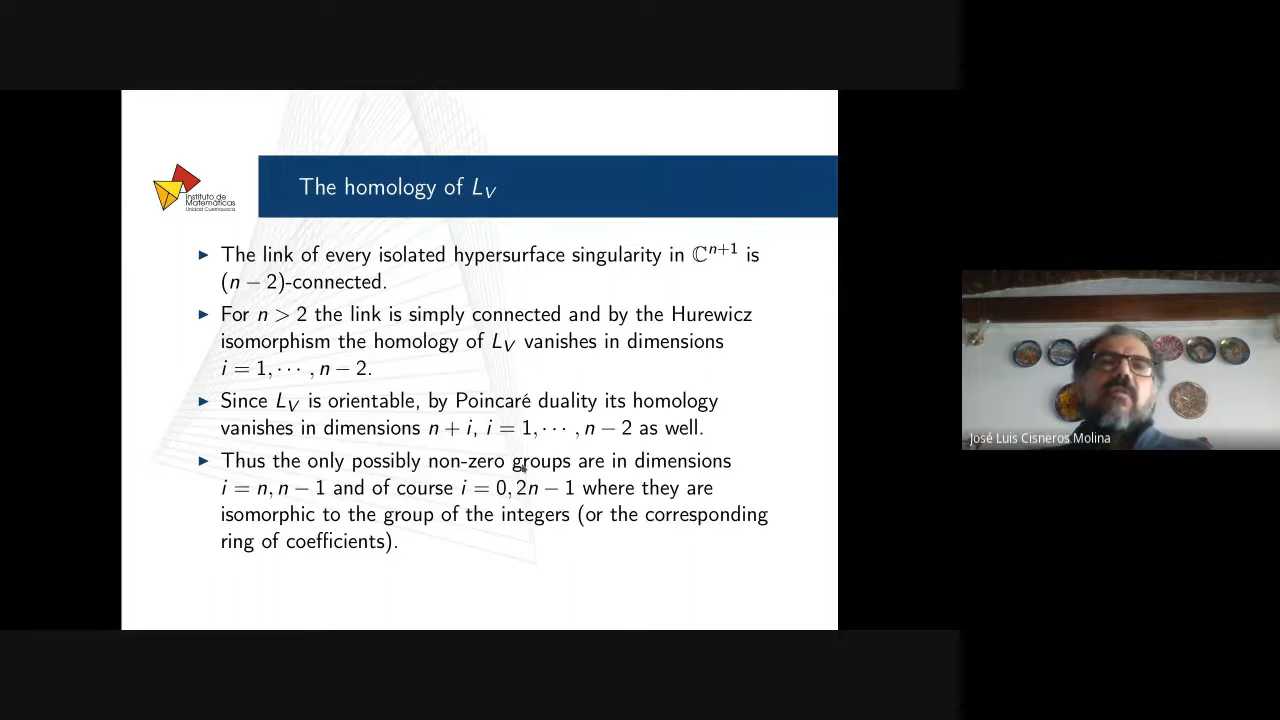 Instituto de
Matemáticas
Unidad Cuernavaca
The homology of L_V
▶ The link of every isolated hypersurface singularity in ℂⁿ⁺¹ is
(n − 2)-connected.
▶ For n > 2 the link is simply connected and by the Hurewicz
isomorphism the homology of L_V vanishes in dimensions
i = 1, ⋯ , n − 2.
▶ Since L_V is orientable, by Poincaré duality its homology
vanishes in dimensions n + i, i = 1, ⋯ , n − 2 as well.
▶ Thus the only possibly non-zero groups are in dimensions
i = n, n − 1 and of course i = 0, 2n − 1 where they are
isomorphic to the group of the integers (or the corresponding
ring of coefficients).
José Luis Cisneros Molina